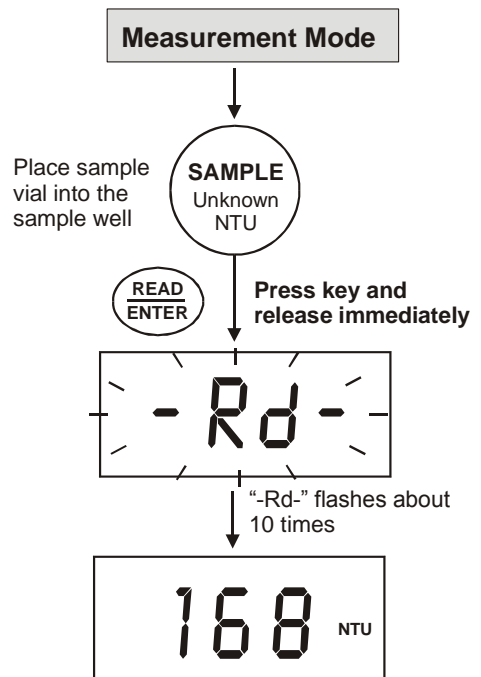 Measurement Mode
Place sample
vial into the
sample well
SAMPLE
Unknown
NTU
READ
ENTER
Press key and
release immediately
-Rd-
“-Rd-” flashes about
10 times
168 NTU